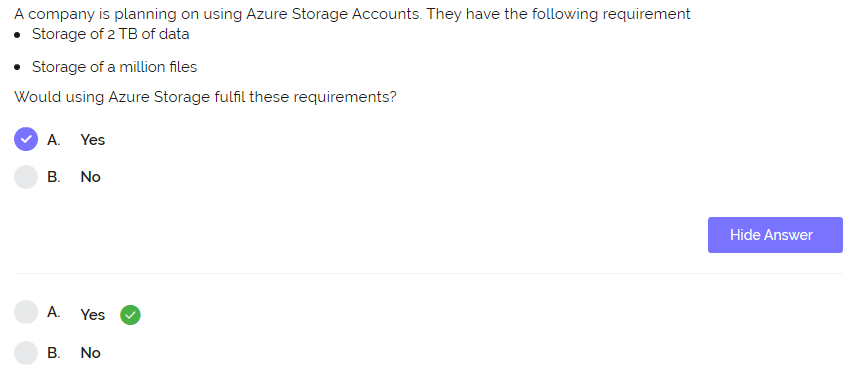 A company is planning on using Azure Storage Accounts. They have the following requirement
• Storage of 2 TB of data
• Storage of a million files
Would using Azure Storage fulfil these requirements?
A. Yes
B. No
Hide Answer
A. Yes
B. No